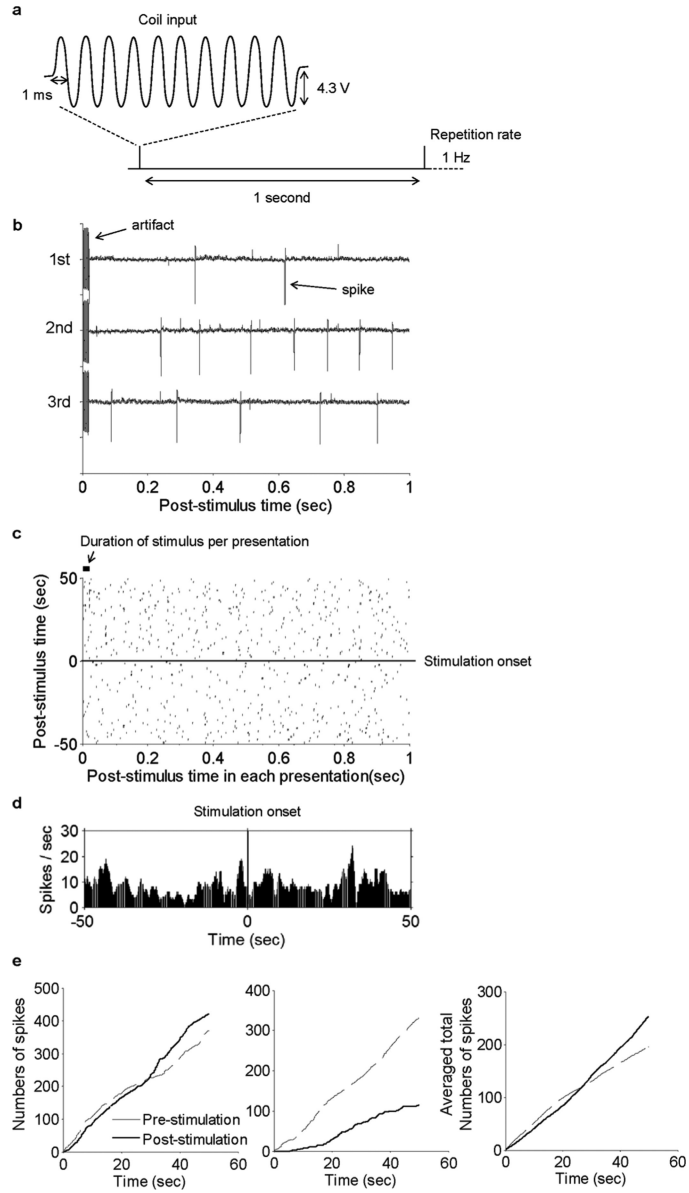 a
Coil input
1 ms
4.3 V
Repetition rate
1 Hz
1 second
b
artifact
1st
spike
2nd
3rd
0 0.2 0.4 0.6 0.8 1
Post-stimulus time (sec)
c
Duration of stimulus per presentation
50
0
-50
Post-stimulus time (sec)
Stimulation onset
0 0.2 0.4 0.6 0.8 1
Post-stimulus time in each presentation(sec)
d
Stimulation onset
30
20
10
0
Spikes / sec
-50 0 50
Time (sec)
e
500
400
300
200
100
0
Numbers of spikes
Pre-stimulation
Post-stimulation
0 20 40 60
Time (sec)
400
300
200
100
0
0 20 40 60
Time (sec)
300
200
100
0
Averaged total
Numbers of spikes
0 20 40 60
Time (sec)